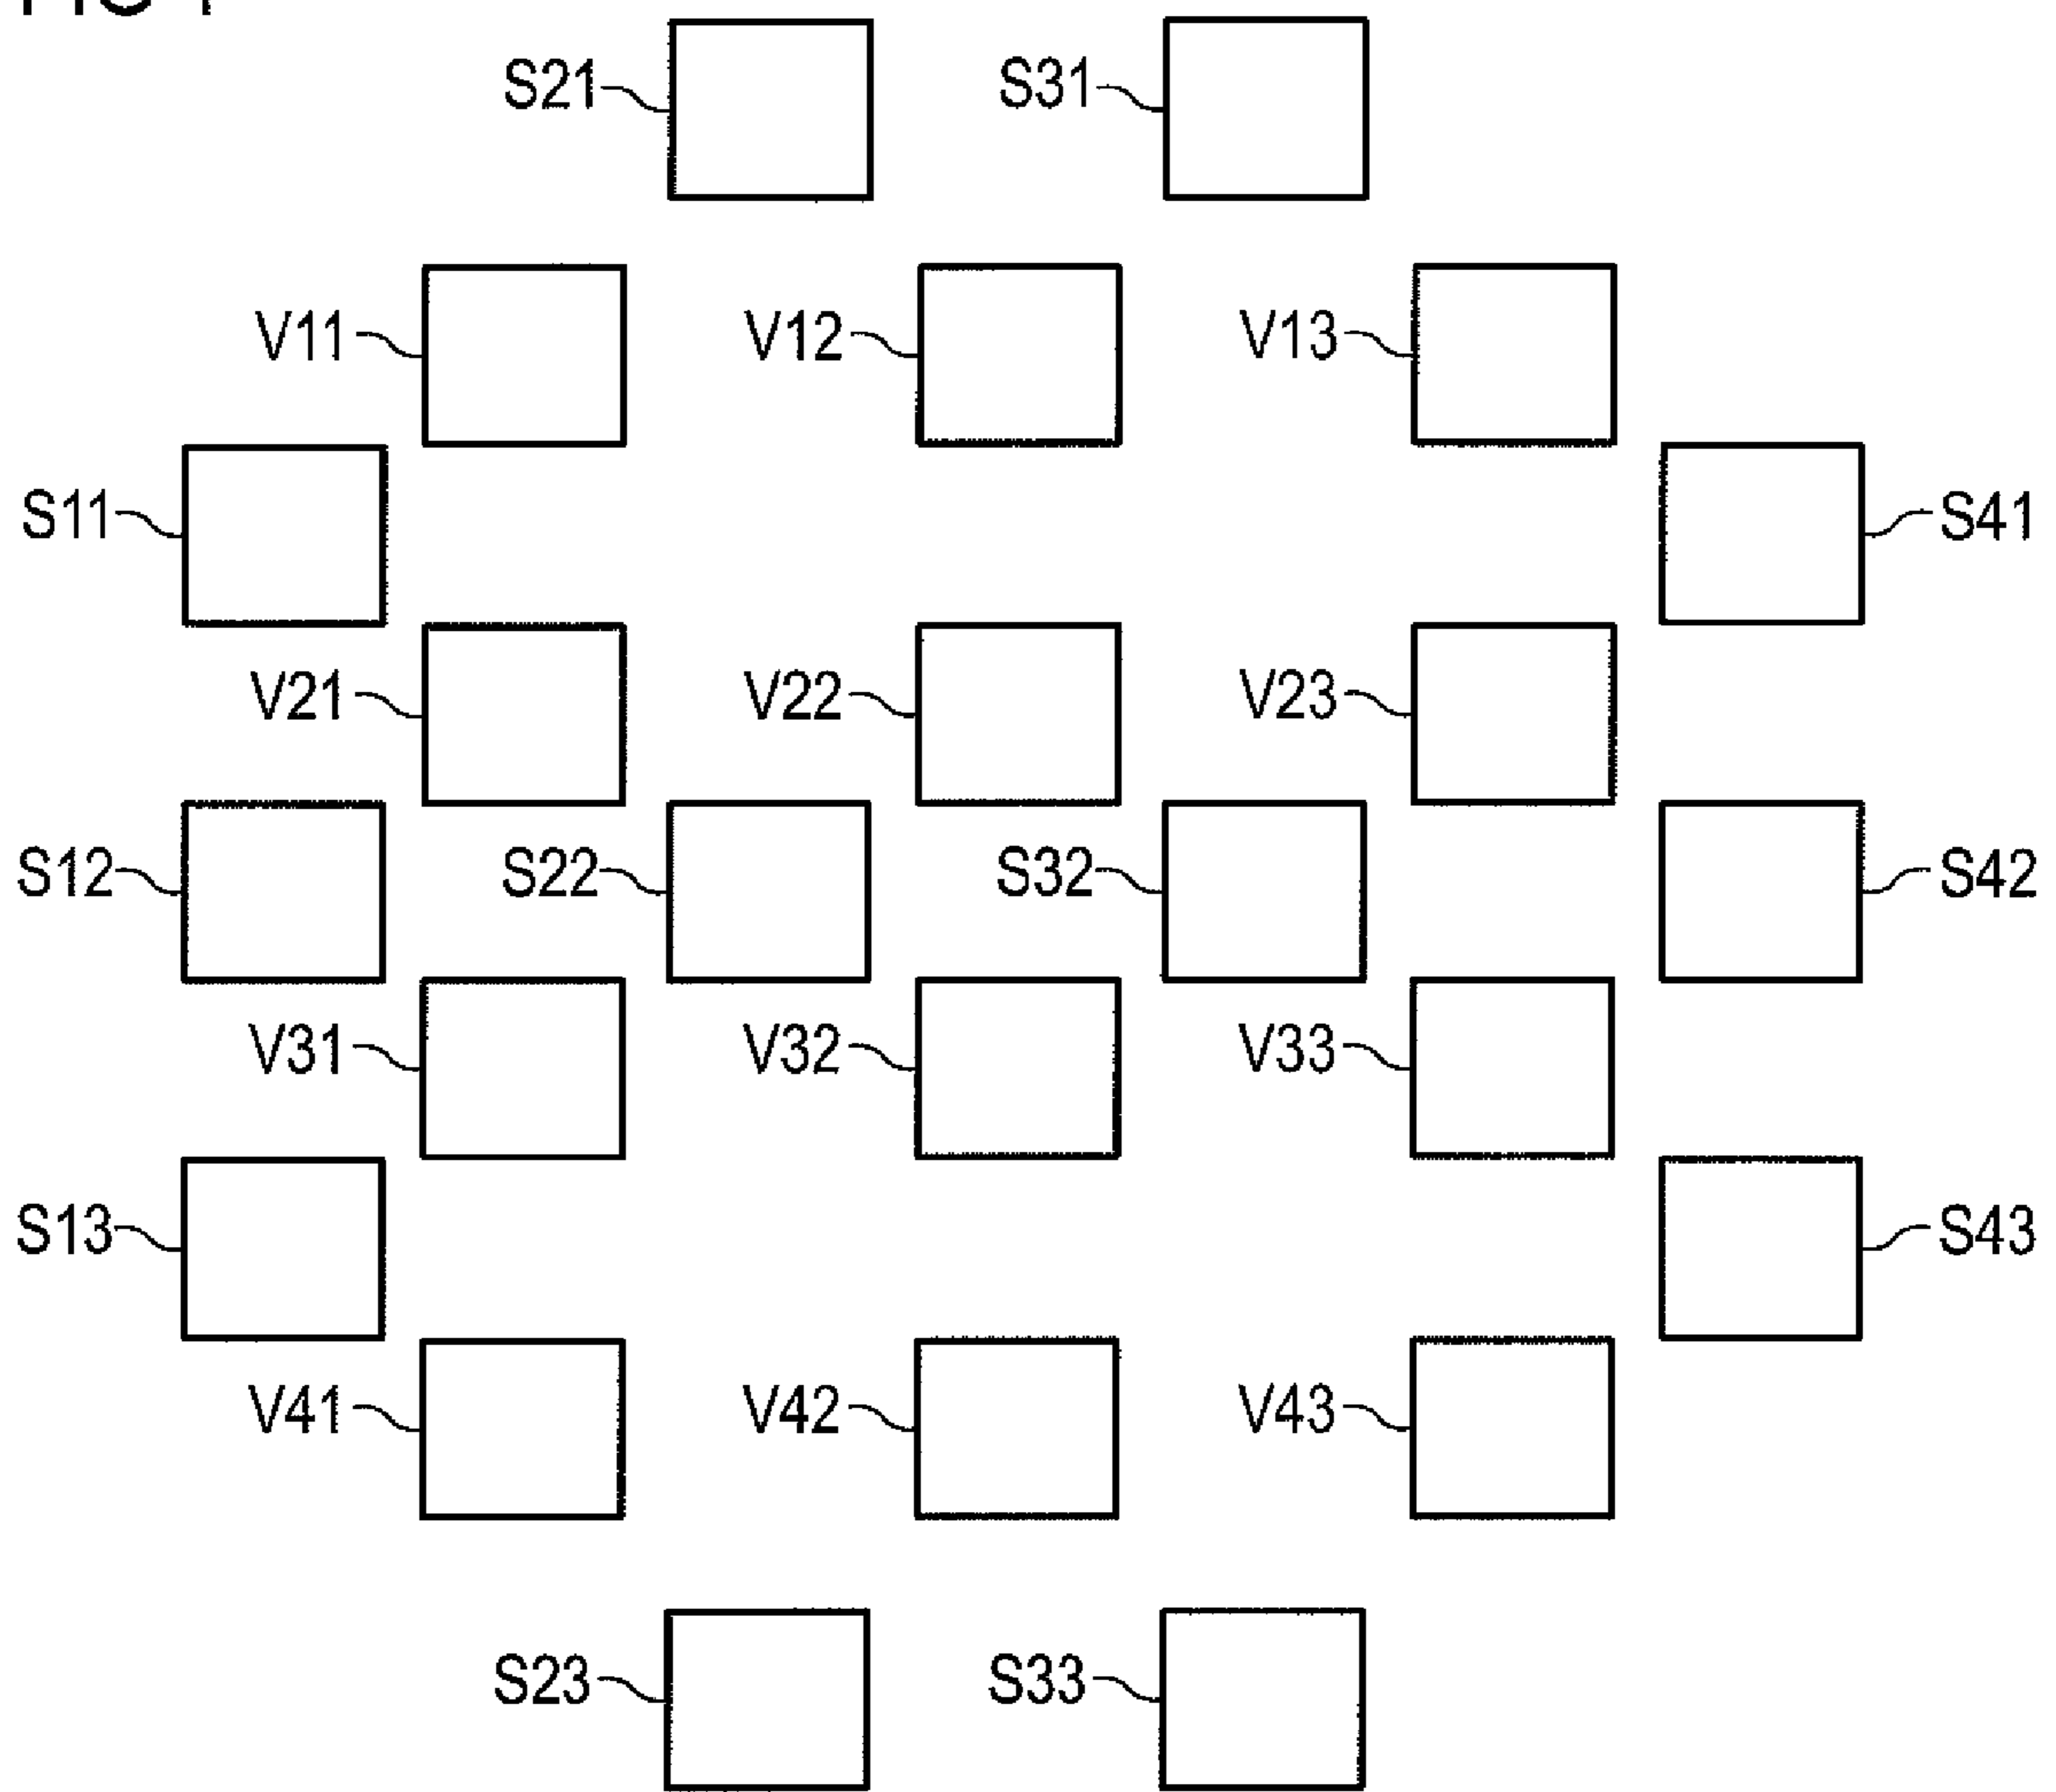 S21 S31
V11 V12 V13
S11 S41
V21 V22 V23
S12 S22 S32 S42
V31 V32 V33
S13 S43
V41 V42 V43
S23 S33